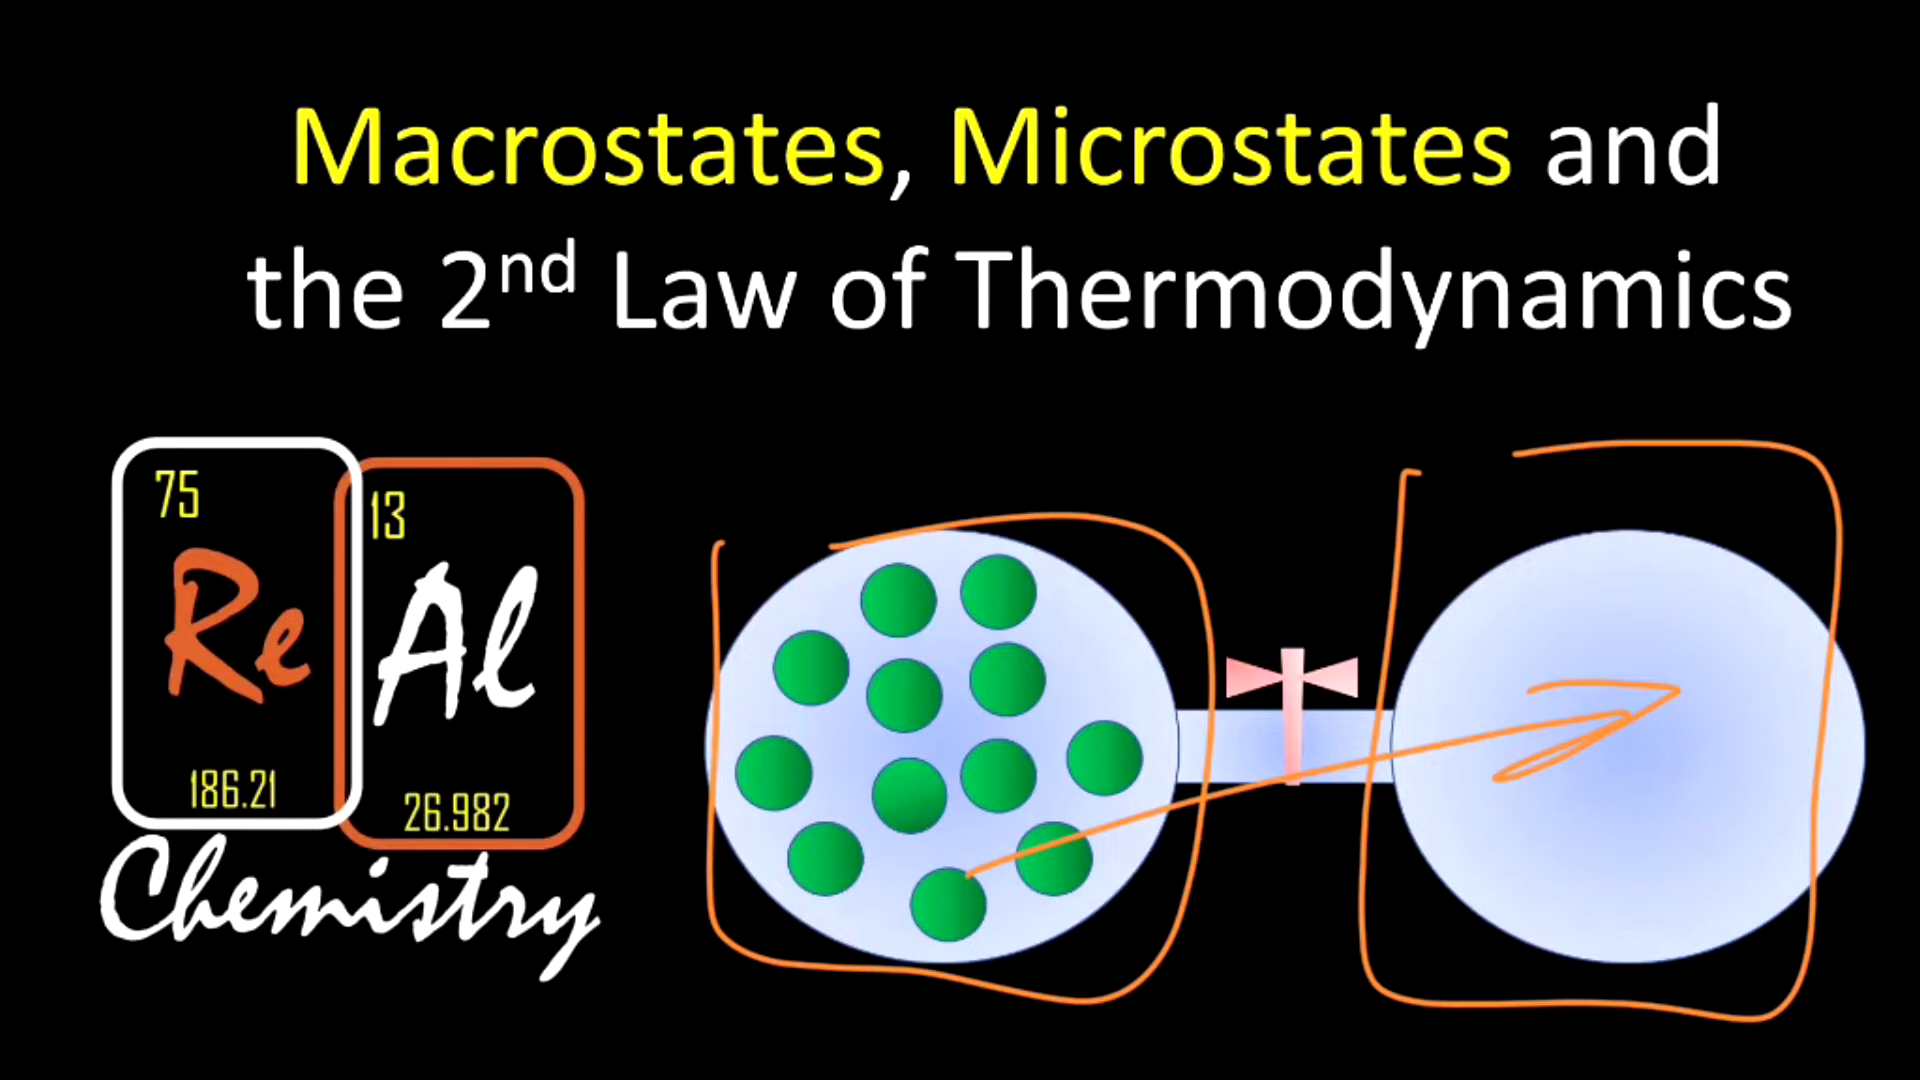 Macrostates, Microstates and
the 2nd Law of Thermodynamics
75
Re
186.21
13
Al
26.982
Chemistry